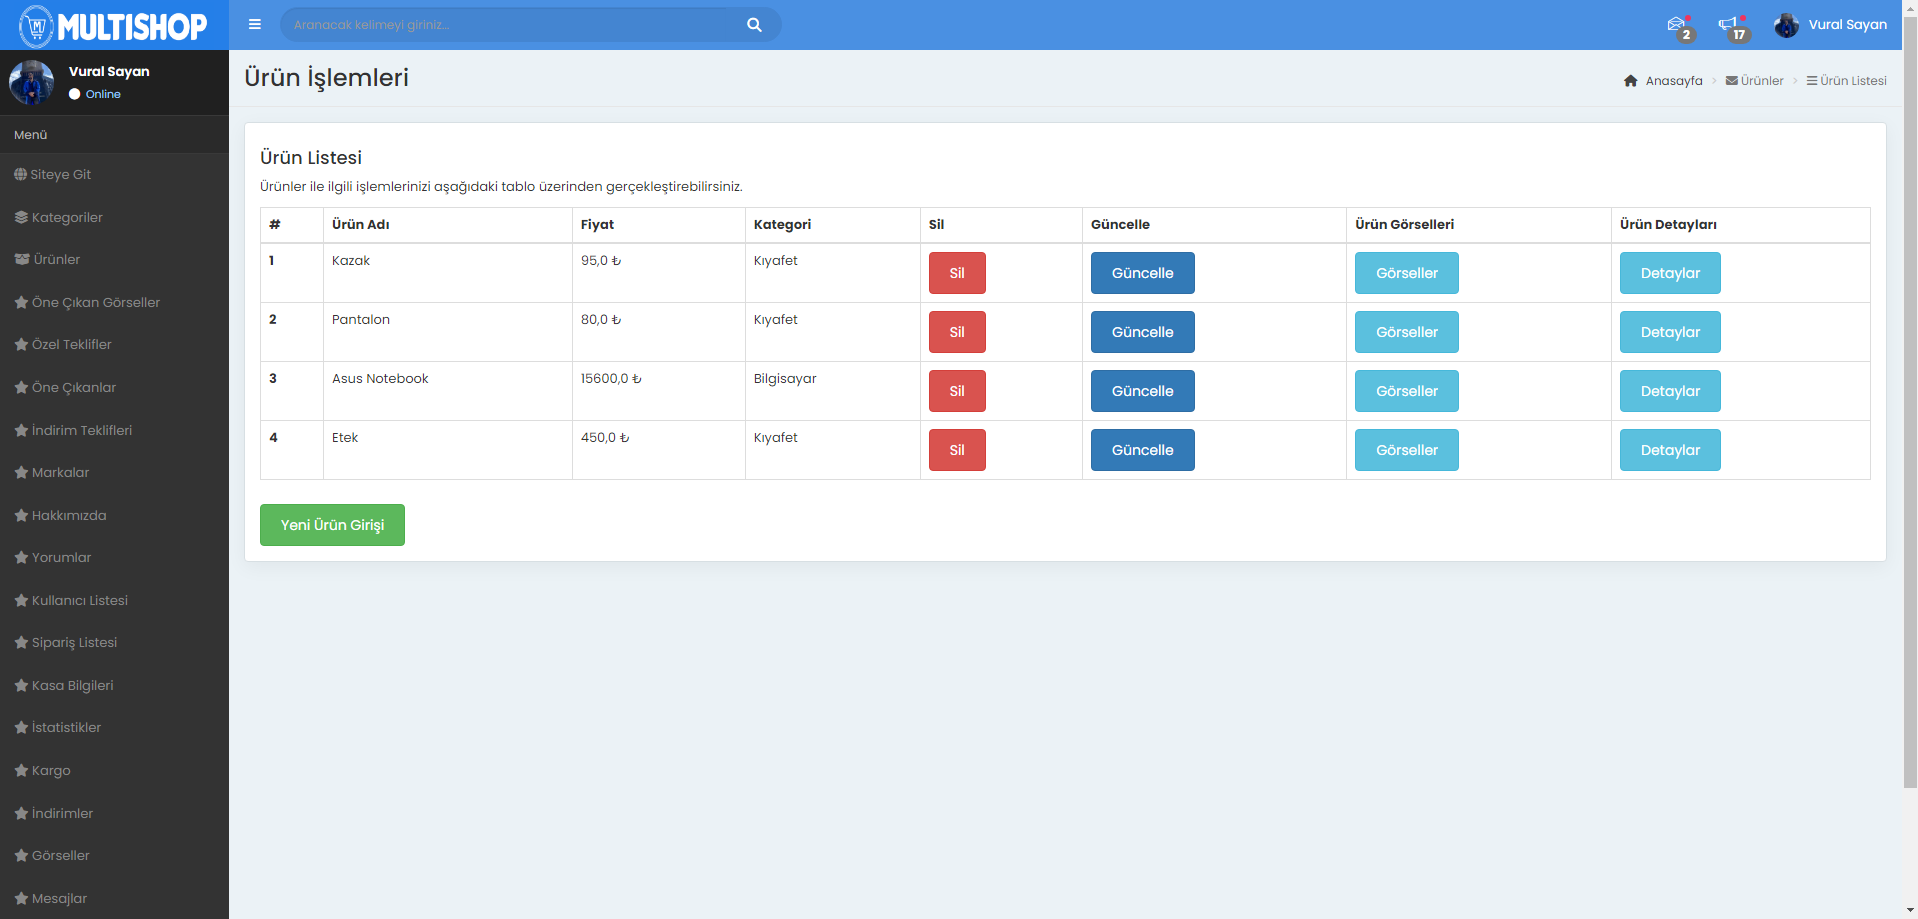 MULTISHOP
Aranacak kelimeyi giriniz...
2
17
Vural Sayan
Vural Sayan
Online
Menü
Siteye Git
Kategoriler
Ürünler
Öne Çıkan Görseller
Özel Teklifler
Öne Çıkanlar
İndirim Teklifleri
Markalar
Hakkımızda
Yorumlar
Kullanıcı Listesi
Sipariş Listesi
Kasa Bilgileri
İstatistikler
Kargo
İndirimler
Görseller
Mesajlar
Ürün İşlemleri
Anasayfa > Ürünler > Ürün Listesi
Ürün Listesi
Ürünler ile ilgili işlemlerinizi aşağıdaki tablo üzerinden gerçekleştirebilirsiniz.
# Ürün Adı Fiyat Kategori Sil Güncelle Ürün Görselleri Ürün Detayları
1 Kazak 95,0 ₺ Kıyafet Sil Güncelle Görseller Detaylar
2 Pantalon 80,0 ₺ Kıyafet Sil Güncelle Görseller Detaylar
3 Asus Notebook 15600,0 ₺ Bilgisayar Sil Güncelle Görseller Detaylar
4 Etek 450,0 ₺ Kıyafet Sil Güncelle Görseller Detaylar
Yeni Ürün Girişi